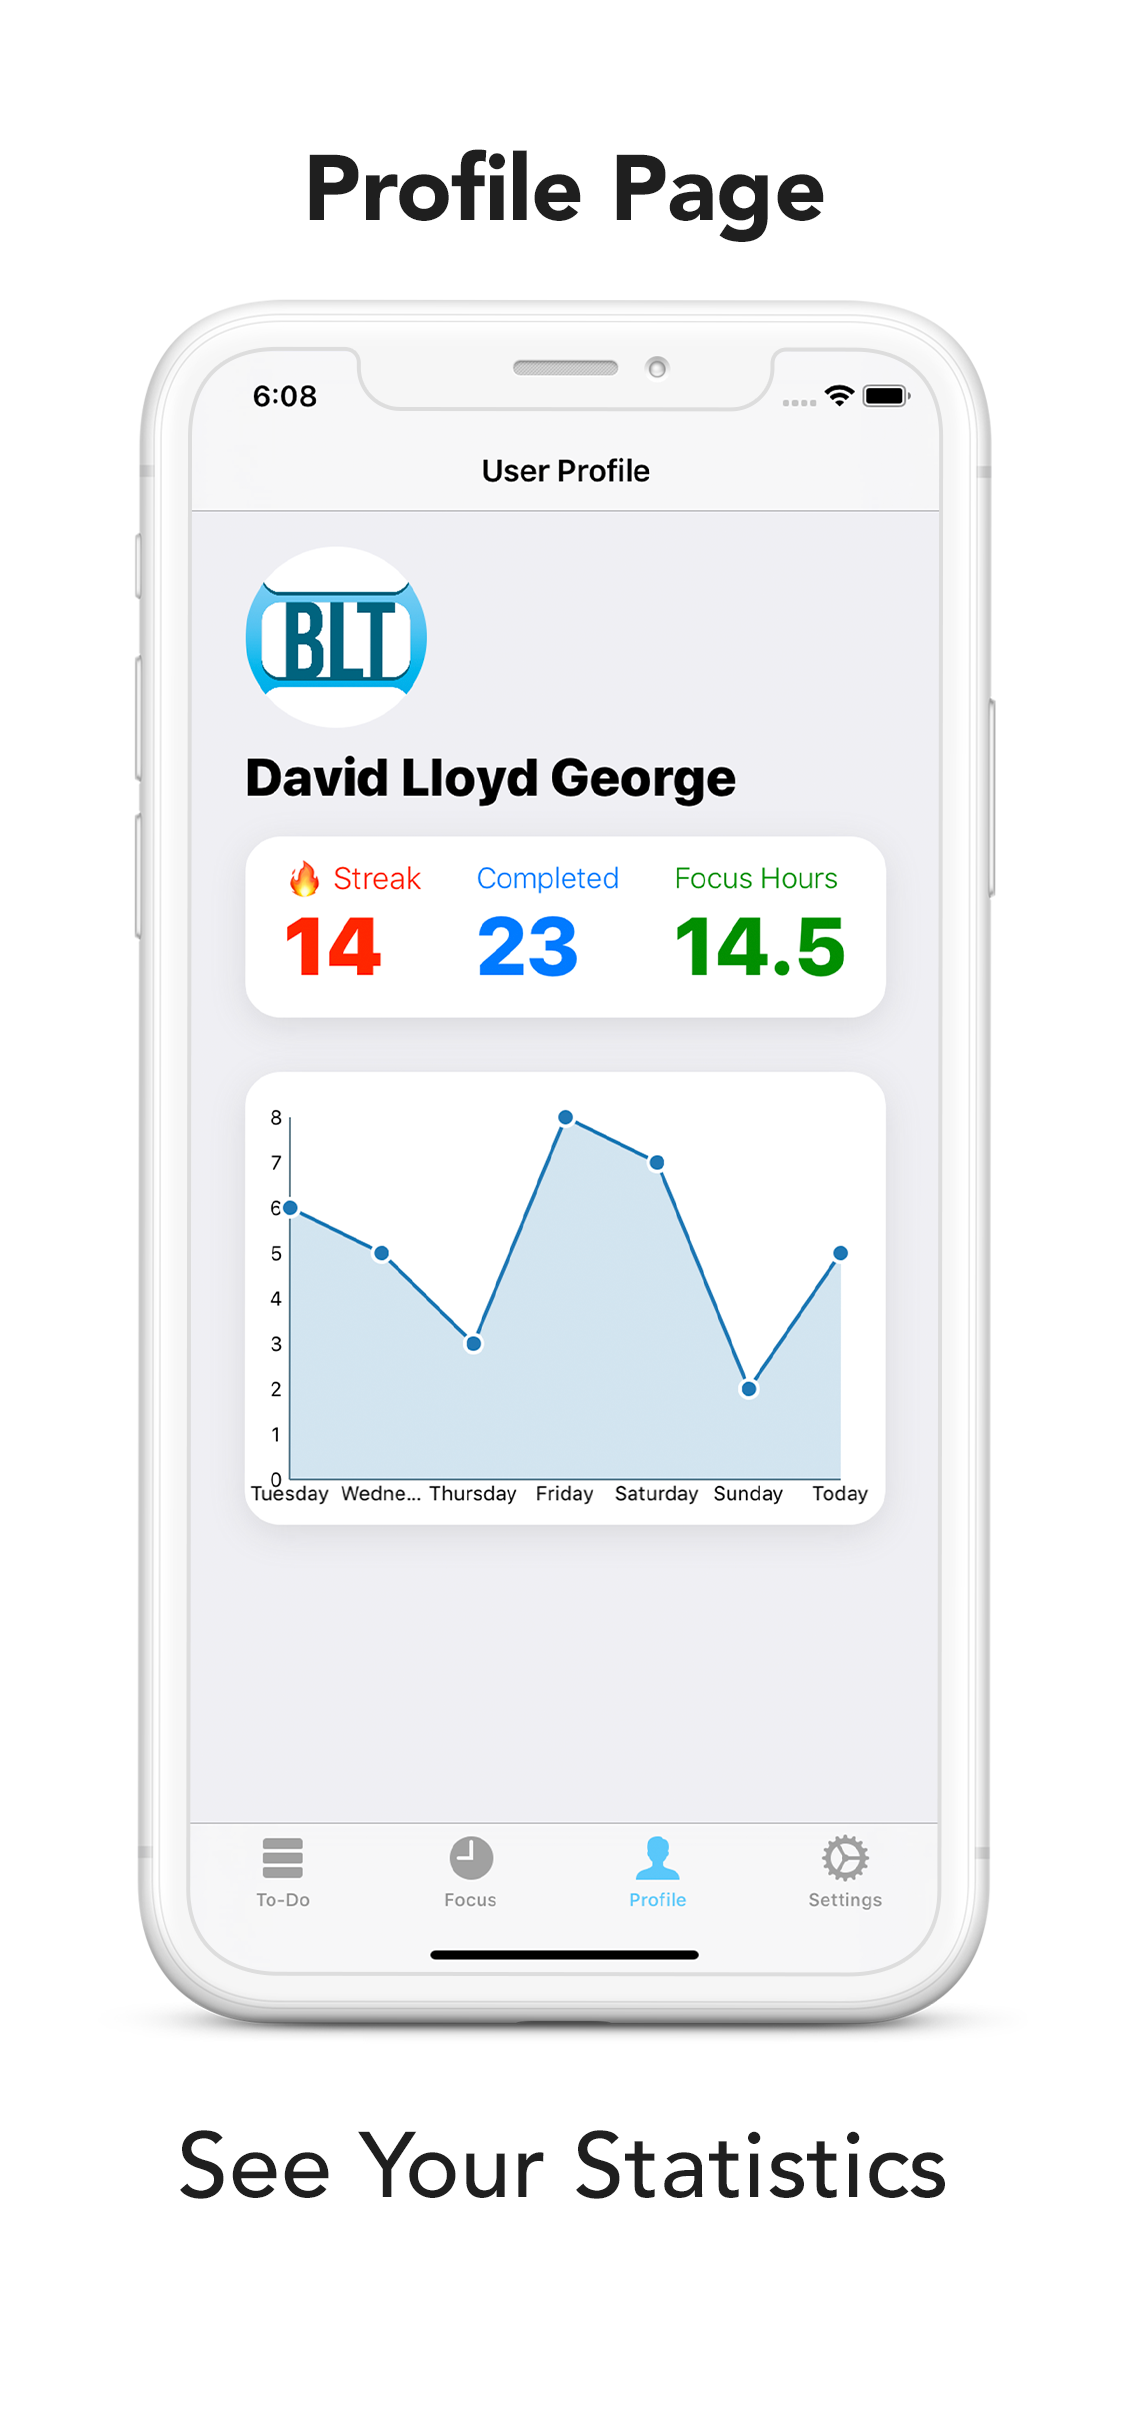 Profile Page
6:08
User Profile
BLT
David Lloyd George
🔥 Streak Completed Focus Hours
14 23 14.5
8
7
6
5
4
3
2
1
0
Tuesday Wedne... Thursday Friday Saturday Sunday Today
To-Do Focus Profile Settings
See Your Statistics